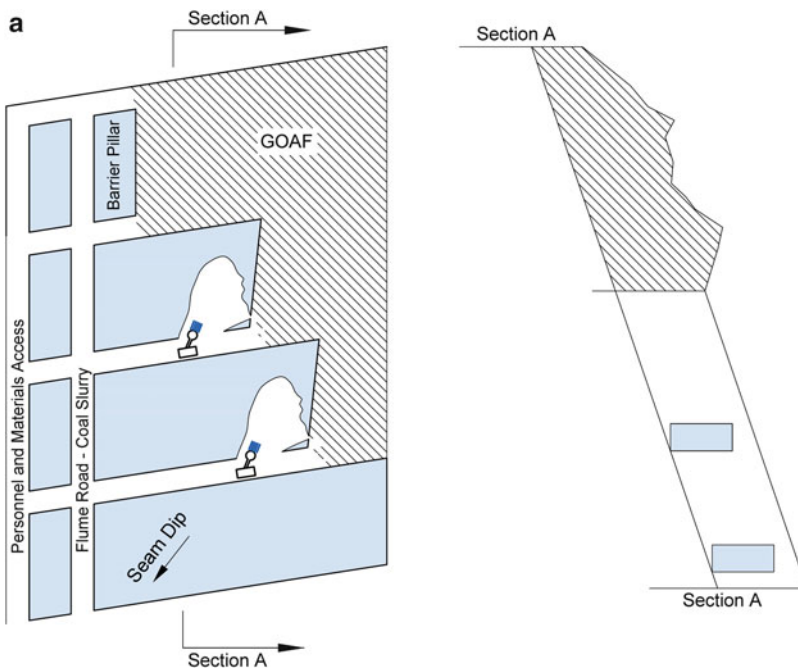 a
Section A
Section A
Barrier Pillar
GOAF
Personnel and Materials Access
Flume Road - Coal Slurry
Seam Dip
Section A
Section A